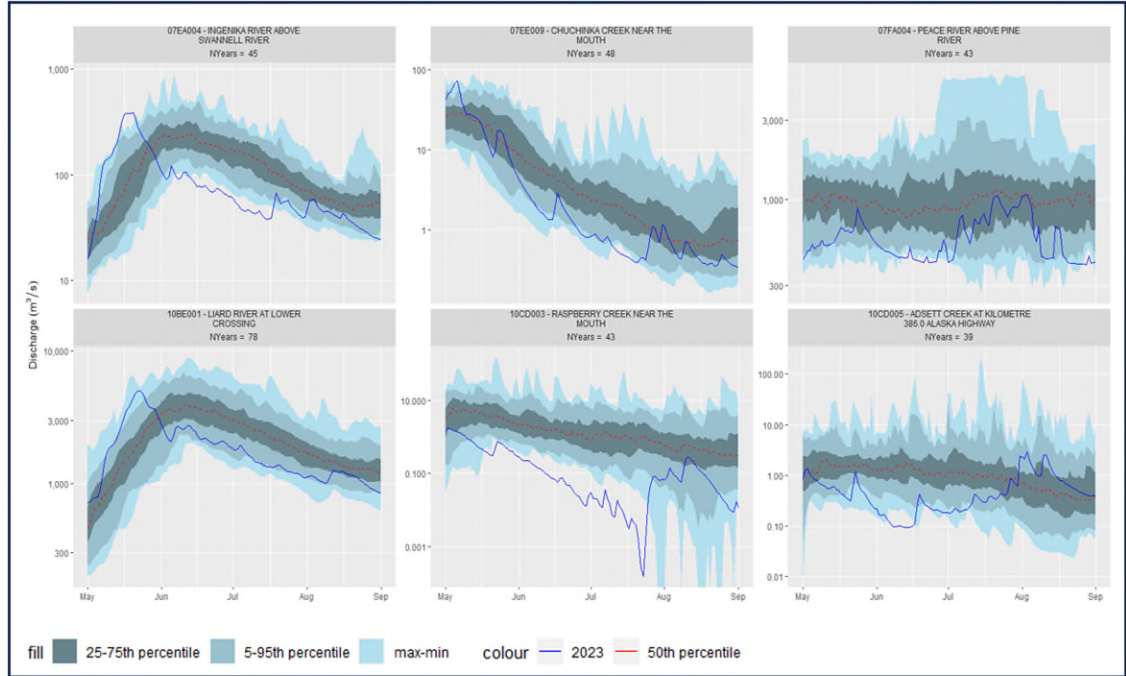 07EA004 - INGENIKA RIVER ABOVE
SWANNELL RIVER
NYears = 45
07EE009 - CHUCHINKA CREEK NEAR THE
MOUTH
NYears = 48
07FA004 - PEACE RIVER ABOVE PINE
RIVER
NYears = 43
1,000
100
10
100
10
1
3,000
1,000
300
Discharge (m³/s)
10BE001 - LIARD RIVER AT LOWER
CROSSING
NYears = 78
10CD003 - RASPBERRY CREEK NEAR THE
MOUTH
NYears = 43
10CD005 - ADSETT CREEK AT KILOMETRE
386.0 ALASKA HIGHWAY
NYears = 39
10,000
3,000
1,000
300
10.000
0.100
0.001
100.00
10.00
1.00
0.10
0.01
May Jun Jul Aug Sep
May Jun Jul Aug Sep
May Jun Jul Aug Sep
fill 25-75th percentile 5-95th percentile max-min colour 2023 50th percentile